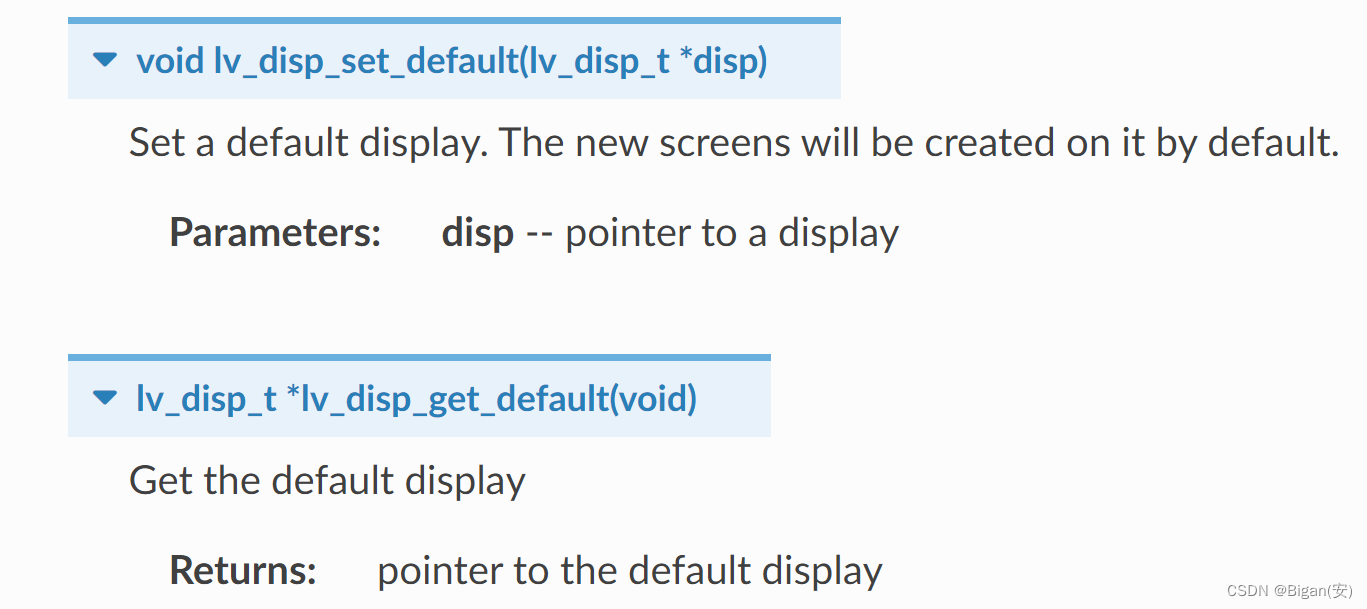 void lv_disp_set_default(lv_disp_t *disp)
Set a default display. The new screens will be created on it by default.
Parameters: disp -- pointer to a display
lv_disp_t *lv_disp_get_default(void)
Get the default display
Returns: pointer to the default display
CSDN @Bigan(安)